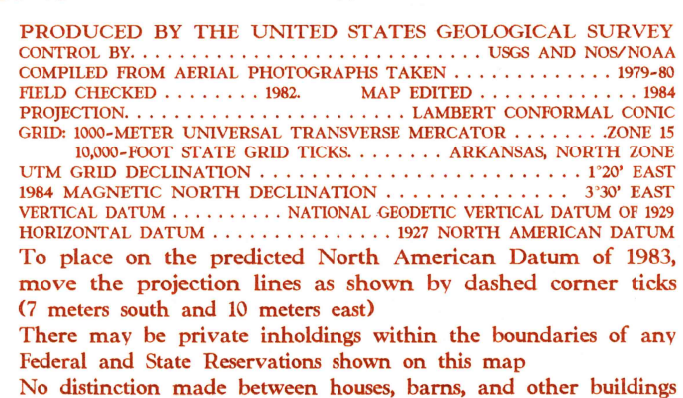 PRODUCED BY THE UNITED STATES GEOLOGICAL SURVEY
CONTROL BY. . . . . . . . . . . . . . . . . . . . . . . . . . . . . . USGS AND NOS/NOAA
COMPILED FROM AERIAL PHOTOGRAPHS TAKEN . . . . . . . . . . . . . 1979-80
FIELD CHECKED . . . . . . . . 1982. MAP EDITED . . . . . . . . . . . . . . 1984
PROJECTION. . . . . . . . . . . . . . . . . . . . . . . LAMBERT CONFORMAL CONIC
GRID: 1000-METER UNIVERSAL TRANSVERSE MERCATOR . . . . . . . .ZONE 15
10,000-FOOT STATE GRID TICKS. . . . . . . . ARKANSAS, NORTH ZONE
UTM GRID DECLINATION . . . . . . . . . . . . . . . . . . . . . . . . . . . 1°20' EAST
1984 MAGNETIC NORTH DECLINATION . . . . . . . . . . . . . . . 3°30' EAST
VERTICAL DATUM . . . . . . . . . . NATIONAL GEODETIC VERTICAL DATUM OF 1929
HORIZONTAL DATUM . . . . . . . . . . . . . . . 1927 NORTH AMERICAN DATUM
To place on the predicted North American Datum of 1983,
move the projection lines as shown by dashed corner ticks
(7 meters south and 10 meters east)
There may be private inholdings within the boundaries of any
Federal and State Reservations shown on this map
No distinction made between houses, barns, and other buildings